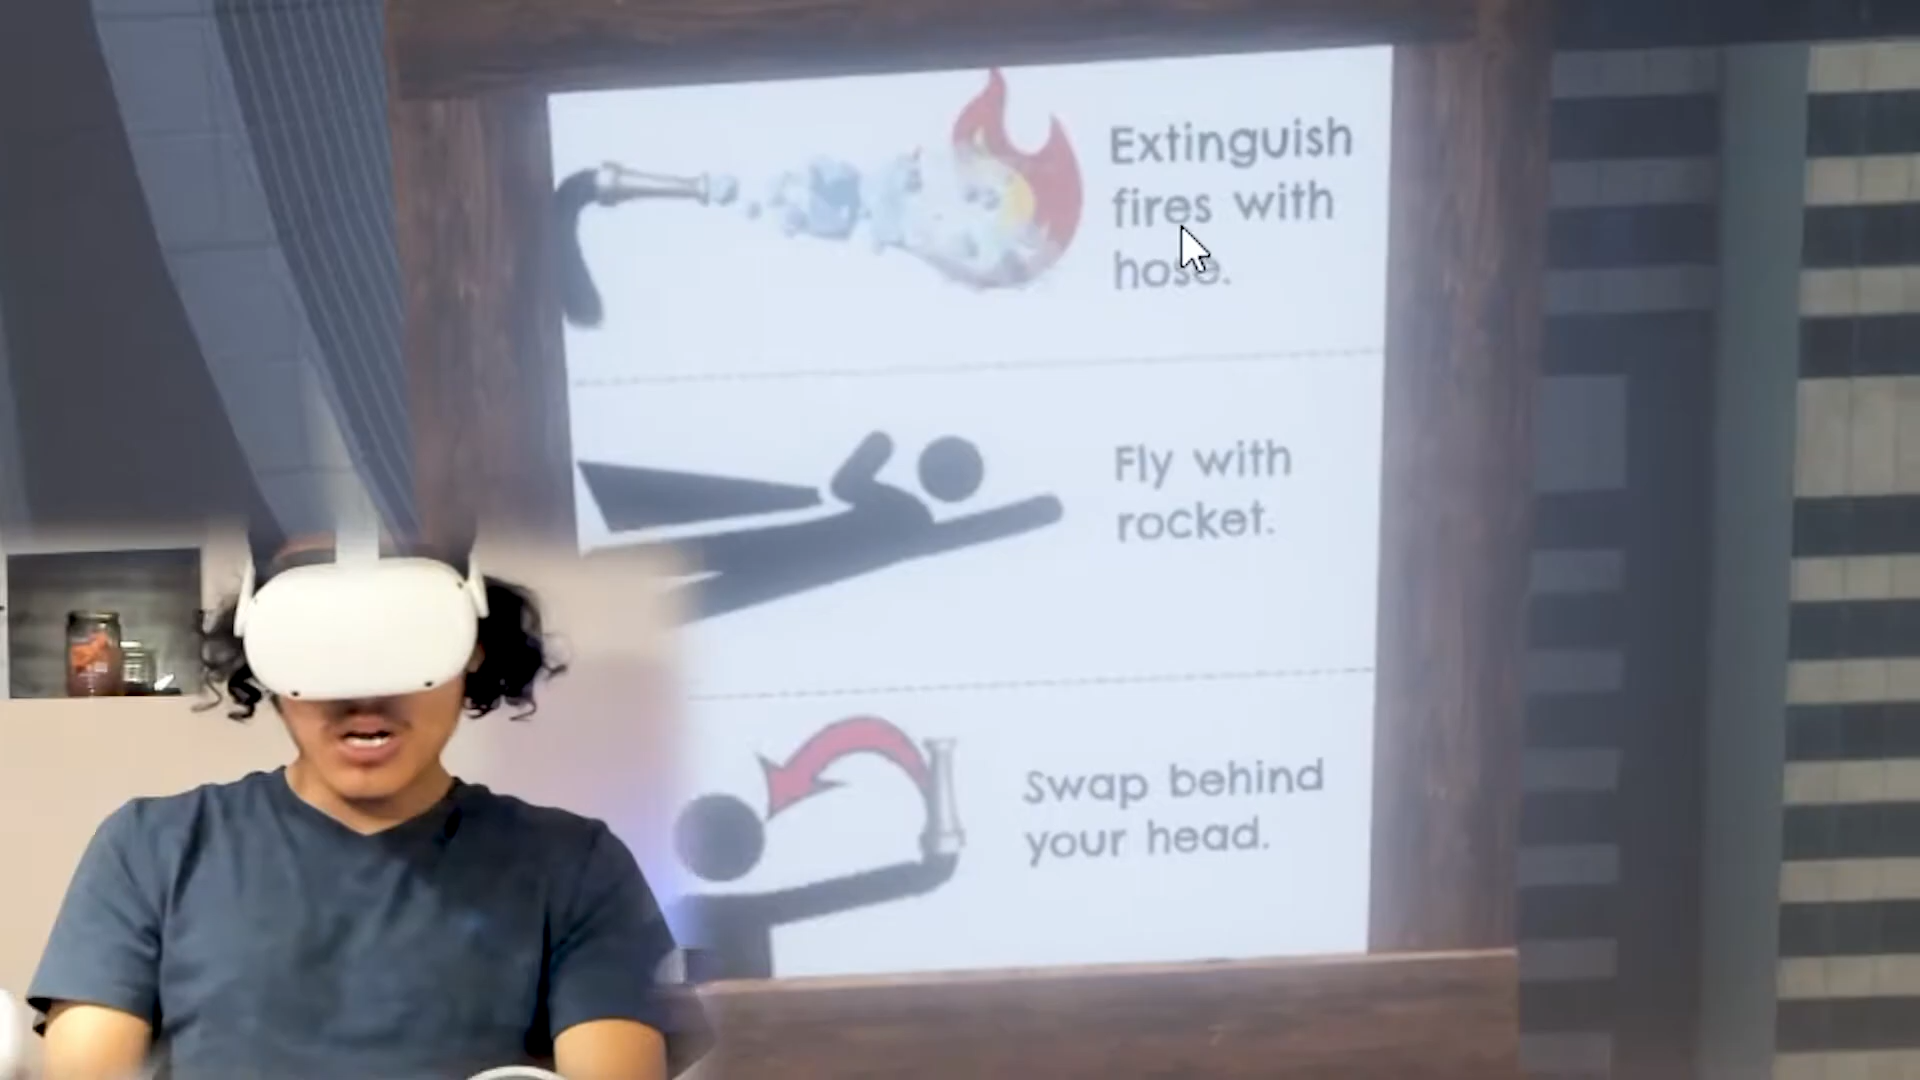 Extinguish
fires with
hose.
Fly with
rocket.
Swap behind
your head.